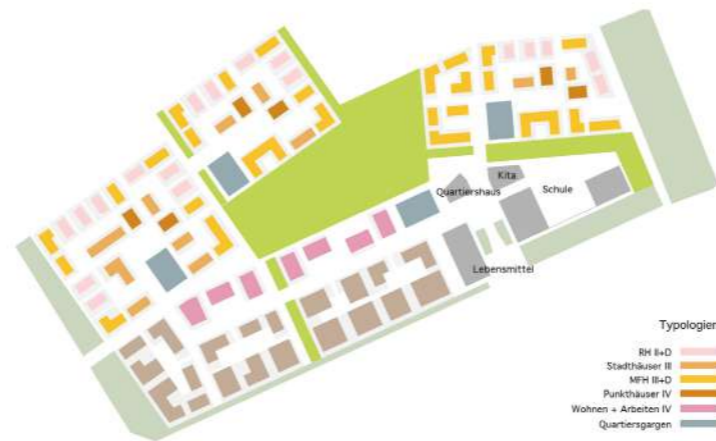 Kita
Quartiershaus
Schule
Lebensmittel
Typologien
RH II+D
Stadthäuser III
MFH III+D
Punkthäuser IV
Wohnen + Arbeiten IV
Quartiersgargen